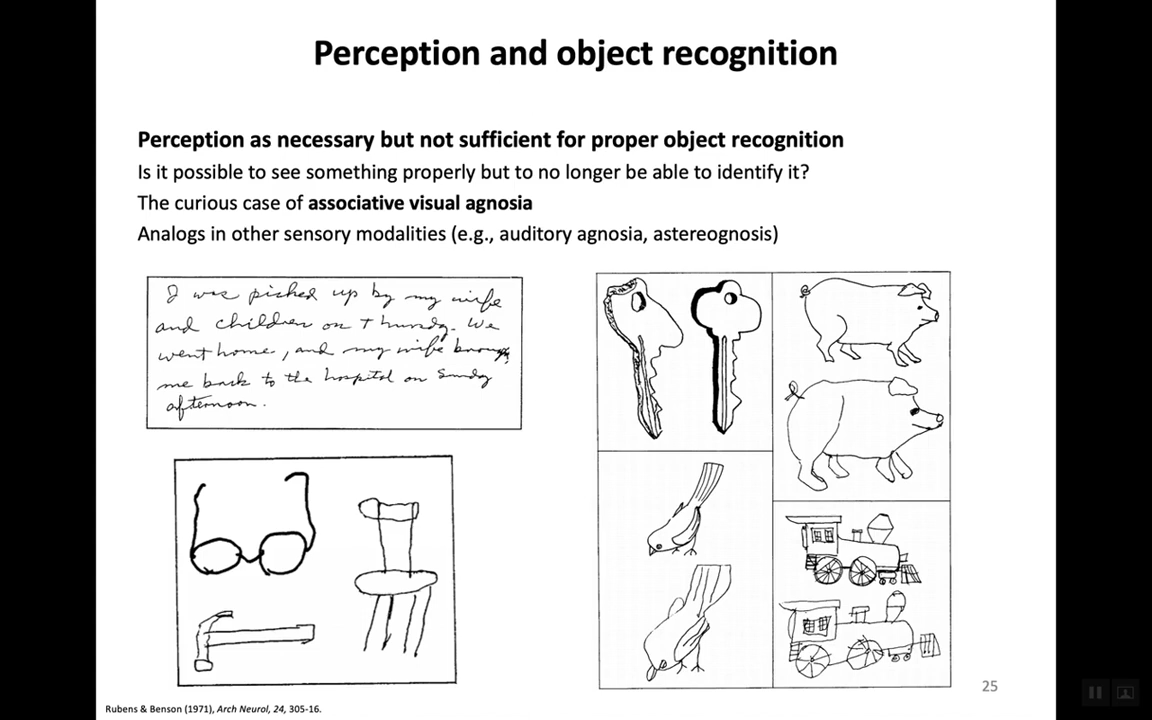 Perception and object recognition
Perception as necessary but not sufficient for proper object recognition
Is it possible to see something properly but to no longer be able to identify it?
The curious case of associative visual agnosia
Analogs in other sensory modalities (e.g., auditory agnosia, astereognosis)
I was picked up by my wife
and children on Thursdy. We
went home, and my wife
me back to the hospital on Sundy
afternoon.
25
Rubens & Benson (1971), Arch Neurol, 24, 305-16.